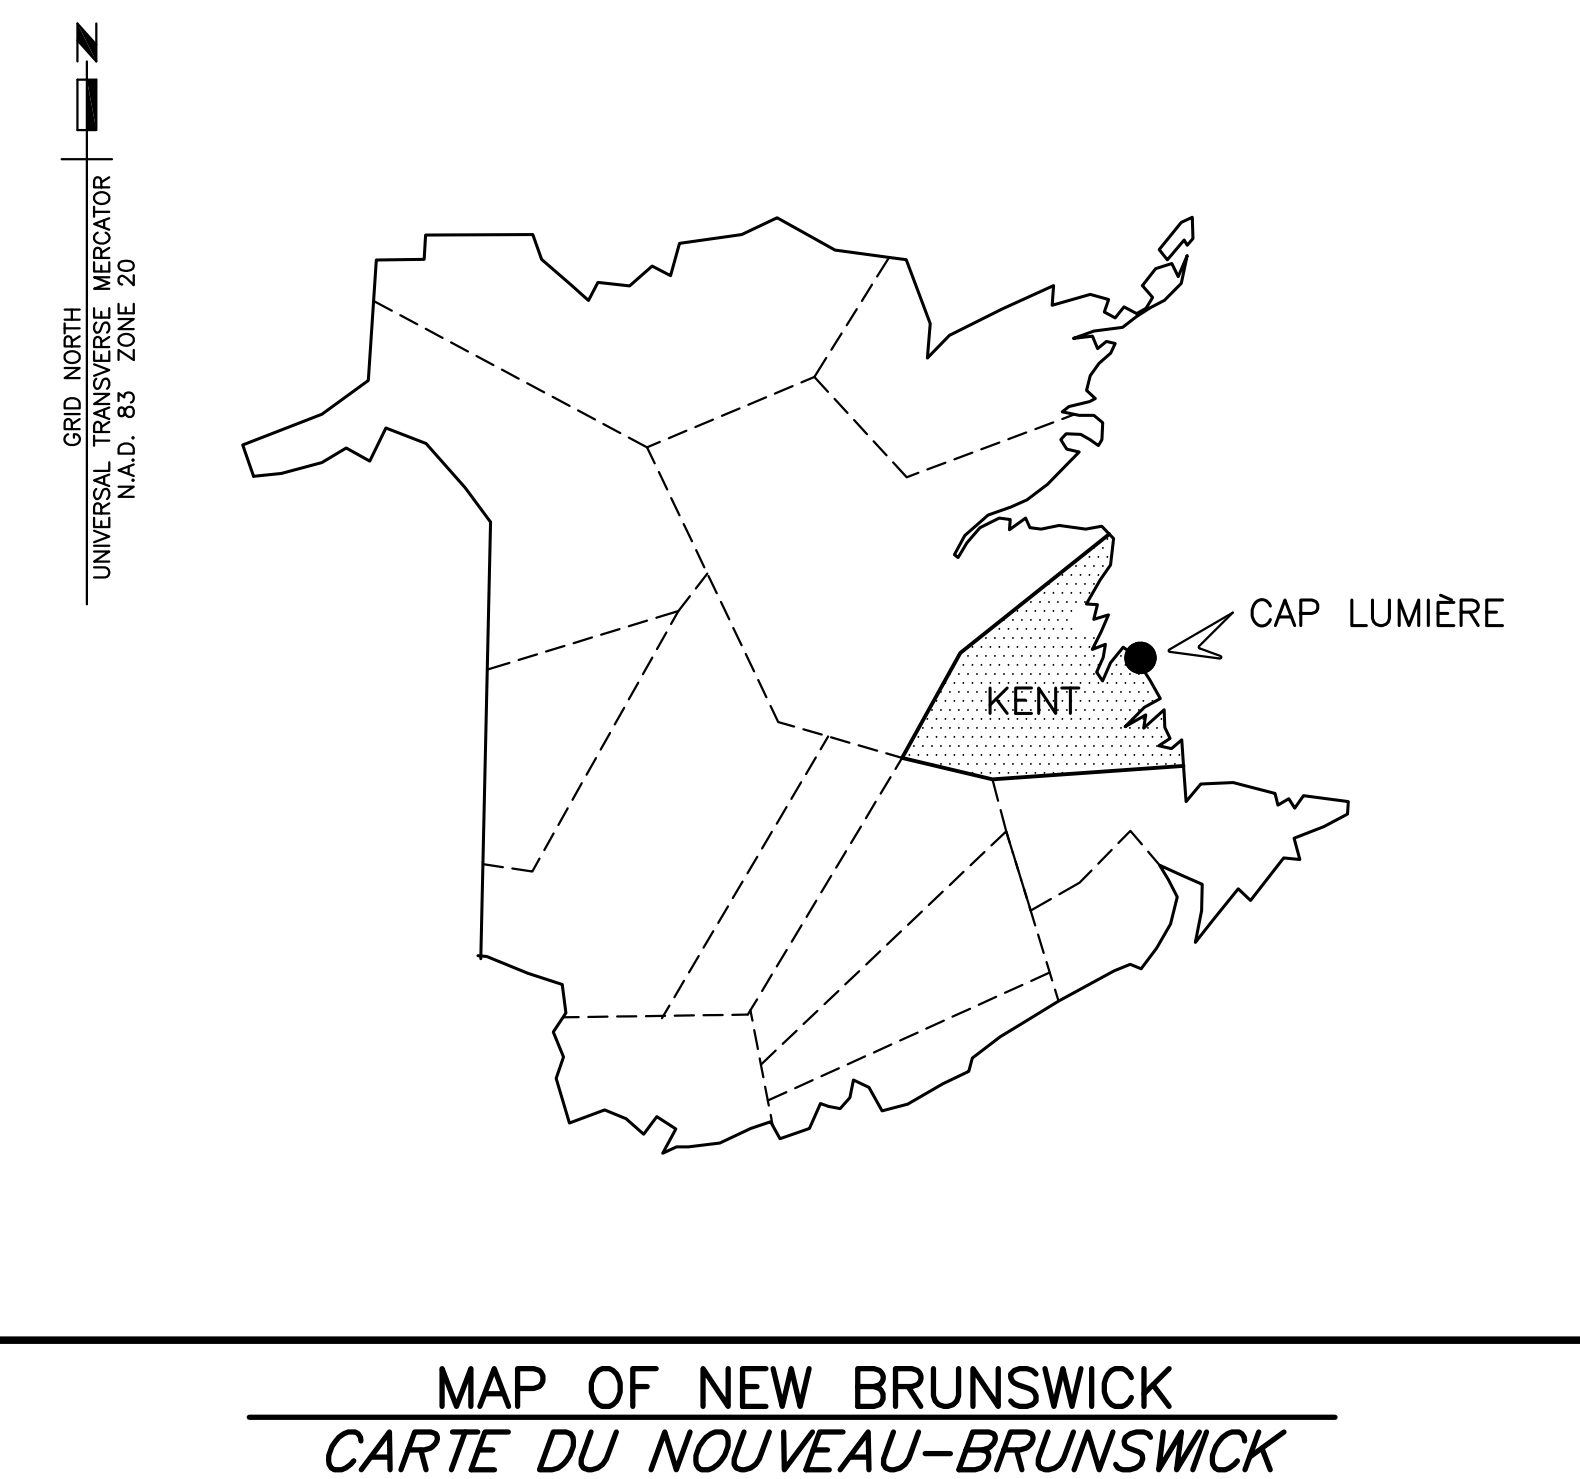 N
GRID NORTH
UNIVERSAL TRANSVERSE MERCATOR
N.A.D. 83 ZONE 20
CAP LUMIÈRE
KENT
MAP OF NEW BRUNSWICK
CARTE DU NOUVEAU-BRUNSWICK